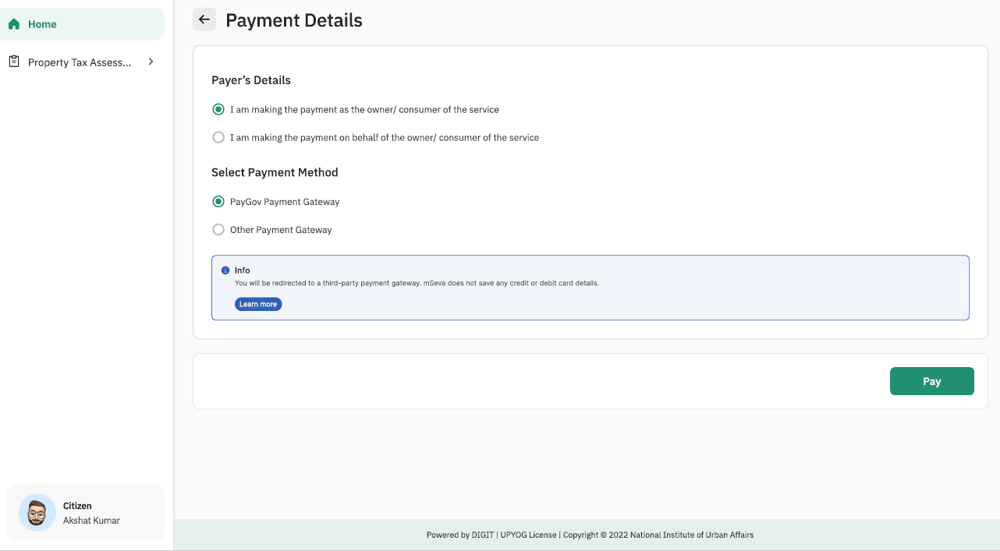 Home
Property Tax Assess...
Payment Details
Payer’s Details
I am making the payment as the owner/ consumer of the service
I am making the payment on behalf of the owner/ consumer of the service
Select Payment Method
PayGov Payment Gateway
Other Payment Gateway
Info
You will be redirected to a third-party payment gateway. mSeva does not save any credit or debit card details.
Learn more
Pay
Citizen
Akshat Kumar
Powered by DIGIT | UPYOG License | Copyright © 2022 National Institute of Urban Affairs